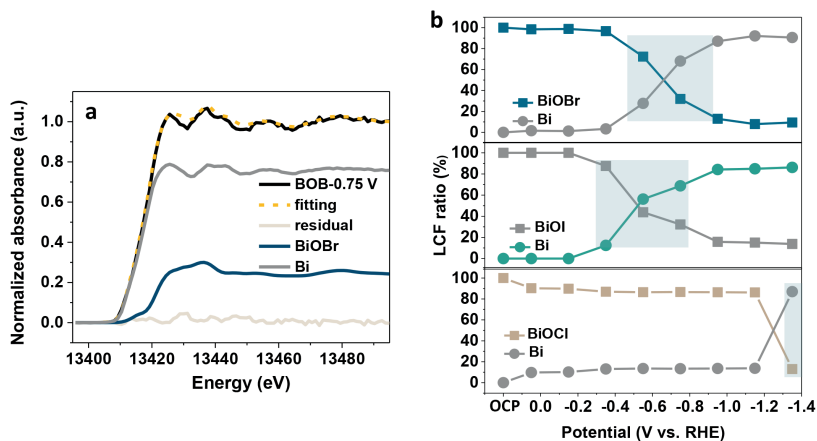 a
Normalized absorbance (a.u.)
1.0
0.8
0.6
0.4
0.2
0.0
BOB-0.75 V
fitting
residual
BiOBr
Bi
13400 13420 13440 13460 13480
Energy (eV)
b
LCF ratio (%)
100
80
60
40
20
0
BiOBr
Bi
100
80
60
40
20
0
BiOI
Bi
100
80
60
40
20
0
BiOCl
Bi
OCP 0.0 -0.2 -0.4 -0.6 -0.8 -1.0 -1.2 -1.4
Potential (V vs. RHE)